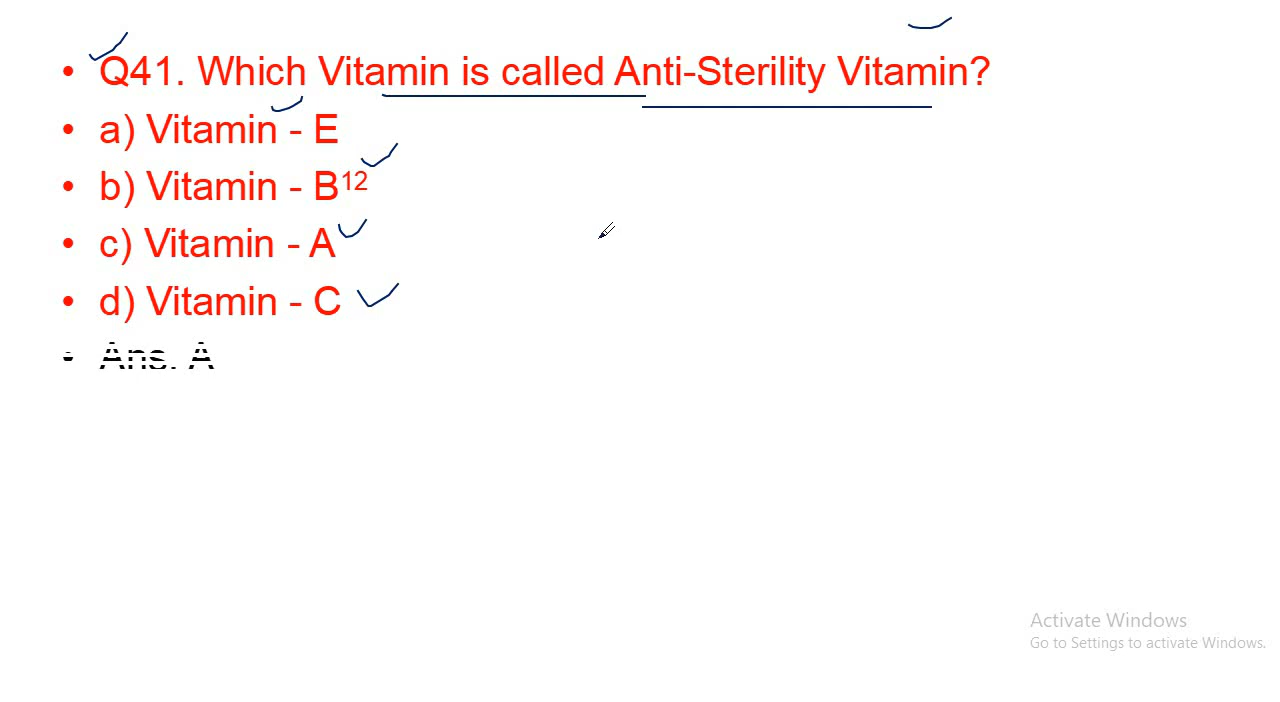 • Q41. Which Vitamin is called Anti-Sterility Vitamin?
• a) Vitamin - E
• b) Vitamin - B¹²
• c) Vitamin - A
• d) Vitamin - C
• Ans. A
Activate Windows
Go to Settings to activate Windows.